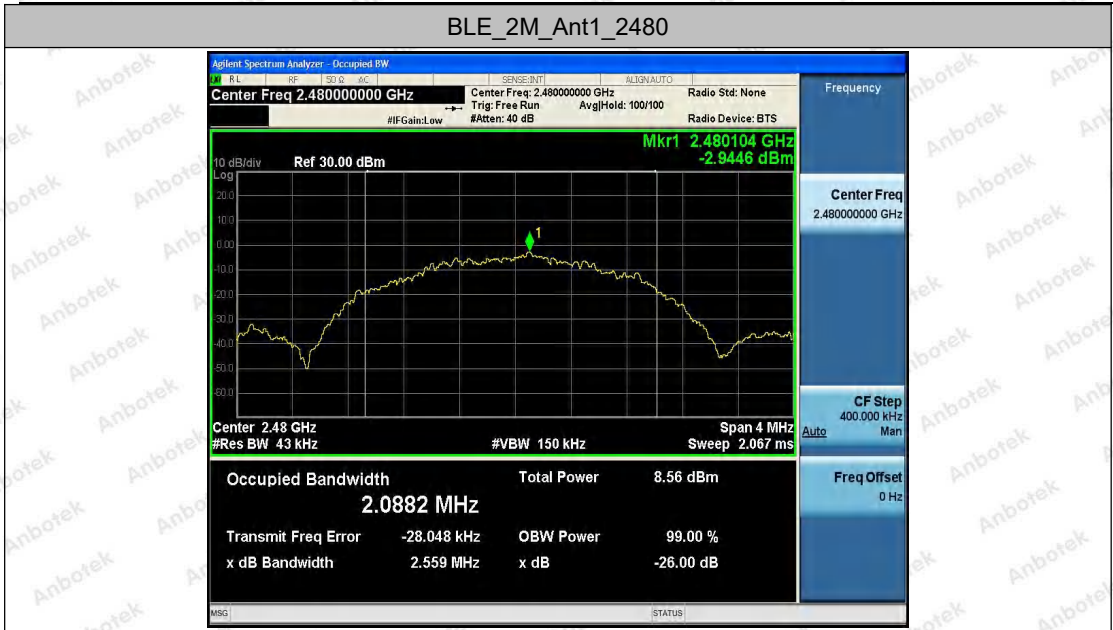 BLE_2M_Ant1_2480
Agilent Spectrum Analyzer - Occupied BW
RL RF 50 Ω AC SENSE:INT ALIGNAUTO
Center Freq 2.480000000 GHz
Center Freq: 2.480000000 GHz Radio Std: None
Trig: Free Run Avg|Hold: 100/100
#IFGain:Low #Atten: 40 dB Radio Device: BTS
Mkr1 2.480104 GHz
10 dB/div Ref 30.00 dBm -2.9446 dBm
Log
20.0
10.0
0.00
-10.0
-20.0
-30.0
-40.0
-50.0
-60.0
1
Center 2.48 GHz Span 4 MHz
#Res BW 43 kHz #VBW 150 kHz Sweep 2.067 ms
Occupied Bandwidth Total Power 8.56 dBm
2.0882 MHz
Transmit Freq Error -28.048 kHz OBW Power 99.00 %
x dB Bandwidth 2.559 MHz x dB -26.00 dB
MSG STATUS
Frequency
Center Freq
2.480000000 GHz
CF Step
400.000 kHz
Auto Man
Freq Offset
0 Hz
Anbotek